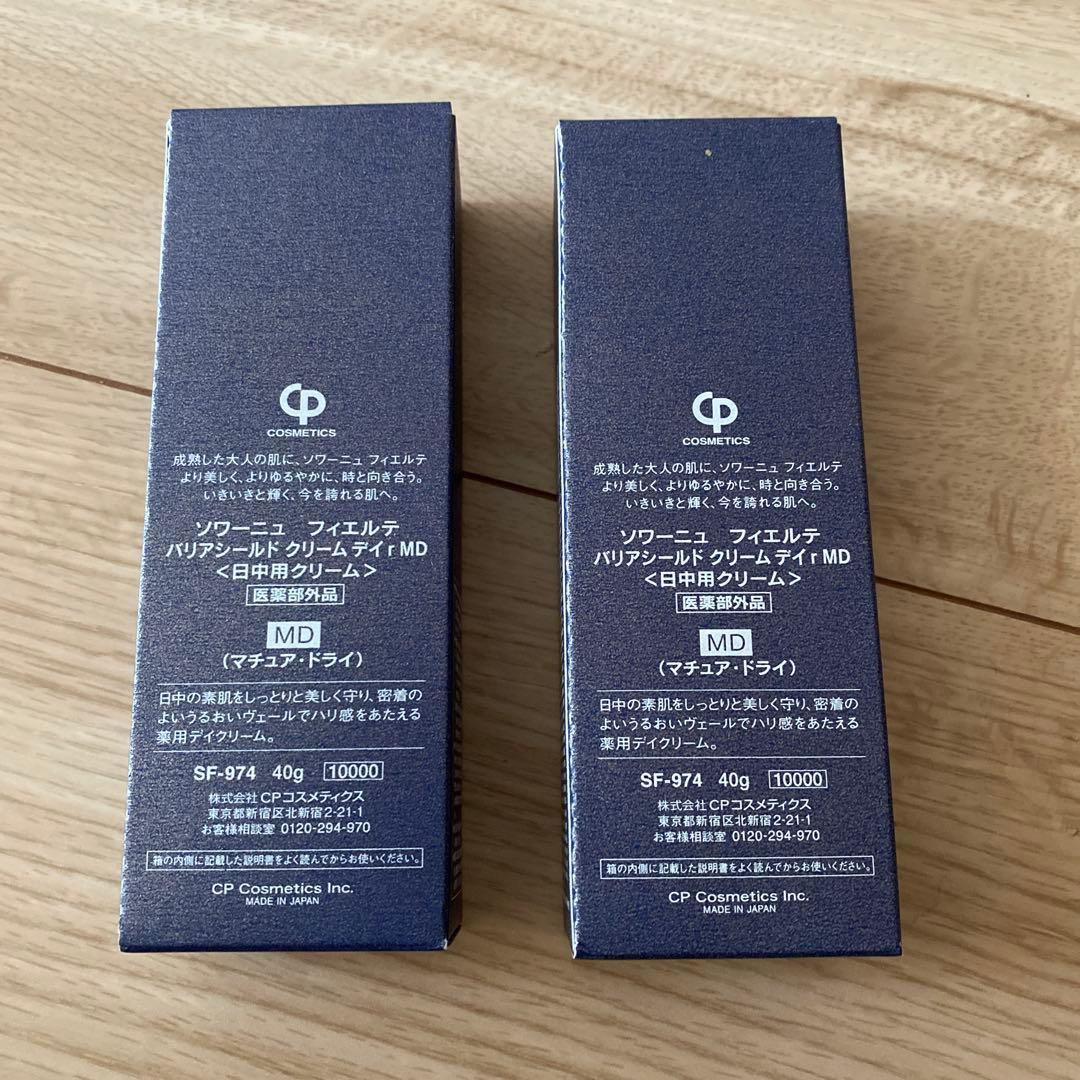 CP
COSMETICS
成熟した大人の肌に、ソワーニュ フィエルテ
より美しく、よりゆるやかに、時と向き合う。
いきいきと輝く、今を誇れる肌へ。
ソワーニュ フィエルテ
バリアシールド クリーム デイ r MD
<日中用クリーム>
医薬部外品
MD
(マチュア・ドライ)
日中の素肌をしっとりと美しく守り、密着の
よいうるおいヴェールでハリ感をあたえる
薬用デイクリーム。
SF-974 40g 10000
株式会社CPコスメティクス
東京都新宿区北新宿2-21-1
お客様相談室 0120-294-970
箱の内側に記載した説明書をよく読んでからお使いください。
CP Cosmetics Inc.
MADE IN JAPAN
CP
COSMETICS
成熟した大人の肌に、ソワーニュ フィエルテ
より美しく、よりゆるやかに、時と向き合う。
いきいきと輝く、今を誇れる肌へ。
ソワーニュ フィエルテ
バリアシールド クリーム デイ r MD
<日中用クリーム>
医薬部外品
MD
(マチュア・ドライ)
日中の素肌をしっとりと美しく守り、密着の
よいうるおいヴェールでハリ感をあたえる
薬用デイクリーム。
SF-974 40g 10000
株式会社CPコスメティクス
東京都新宿区北新宿2-21-1
お客様相談室 0120-294-970
箱の内側に記載した説明書をよく読んでからお使いください。
CP Cosmetics Inc.
MADE IN JAPAN